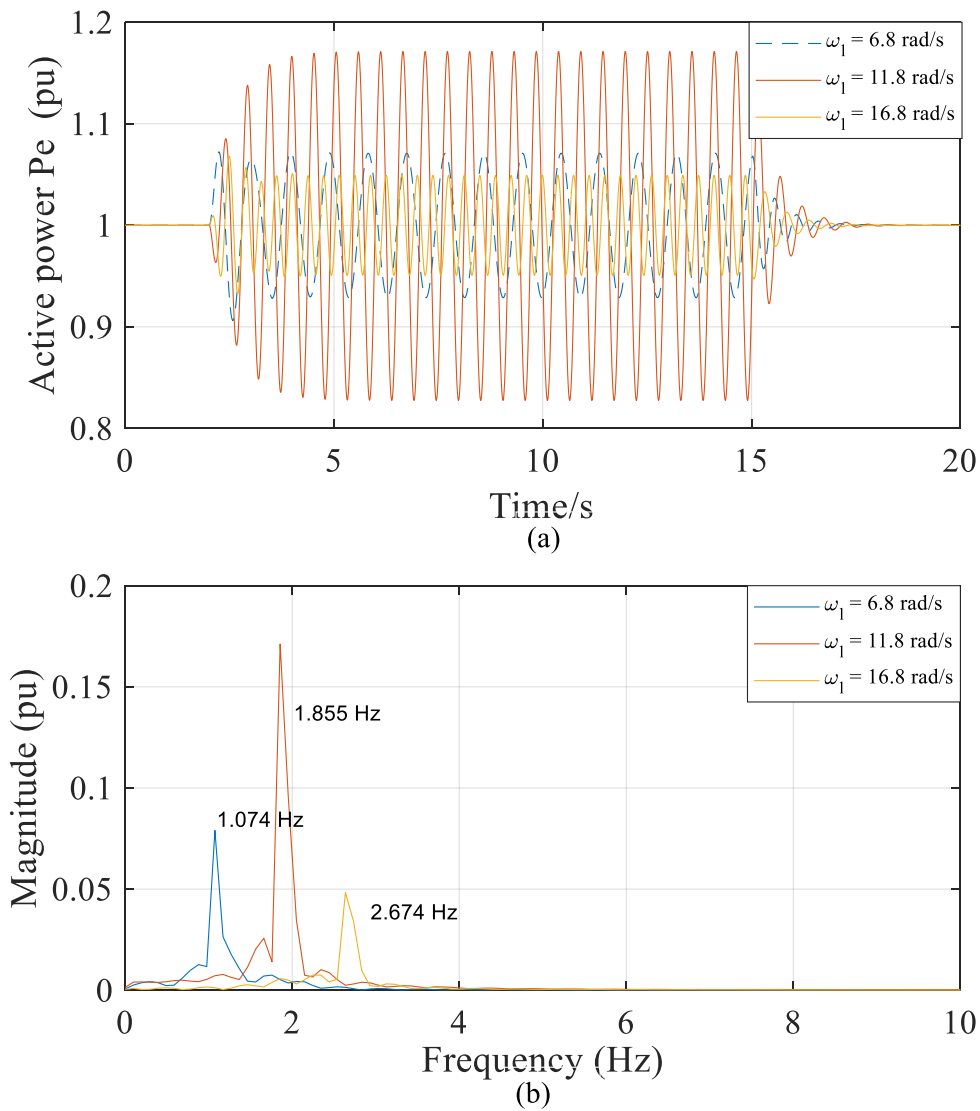 1.2
1.1
1
0.9
0.8
Active power Pe (pu)
ω1 = 6.8 rad/s
ω1 = 11.8 rad/s
ω1 = 16.8 rad/s
0 5 10 15 20
Time/s
(a)
0.2
0.15
0.1
0.05
0
Magnitude (pu)
ω1 = 6.8 rad/s
ω1 = 11.8 rad/s
ω1 = 16.8 rad/s
1.855 Hz
1.074 Hz
2.674 Hz
0 2 4 6 8 10
Frequency (Hz)
(b)